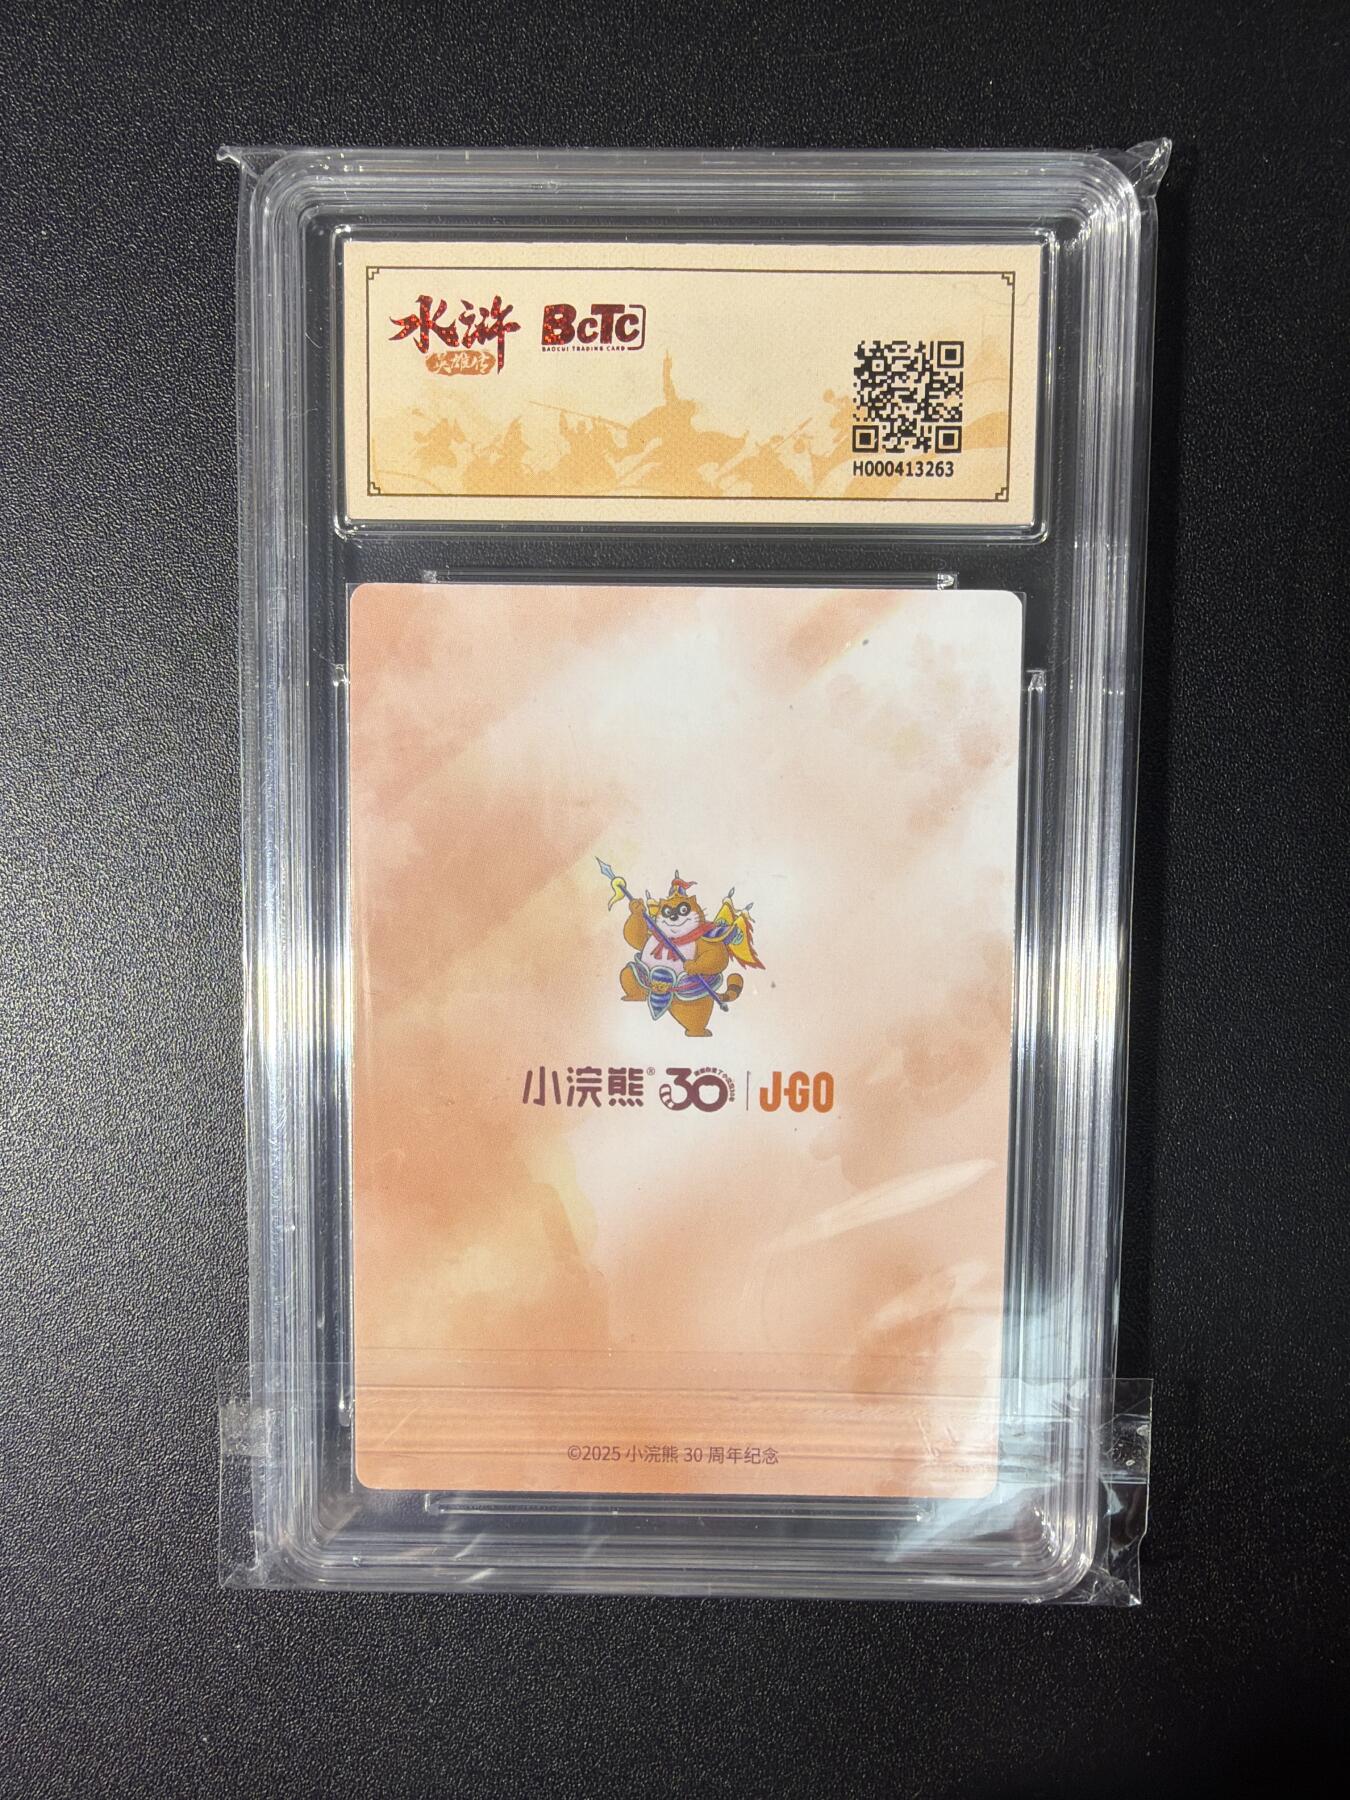 水浒 BCTC
英雄传 BAOCUI TRADING CARD
H000413263
小浣熊® 30 | J·GO
©2025 小浣熊 30 周年纪念